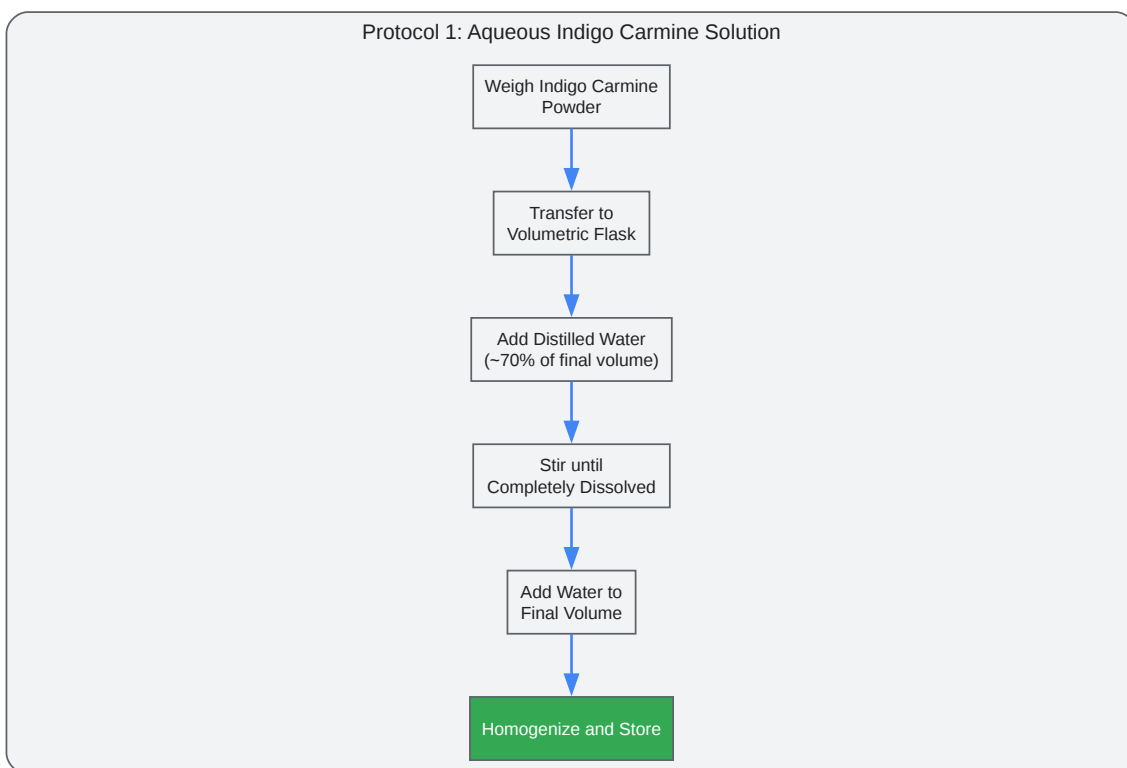 Protocol 1: Aqueous Indigo Carmine Solution
Weigh Indigo Carmine
Powder
Transfer to
Volumetric Flask
Add Distilled Water
(~70% of final volume)
Stir until
Completely Dissolved
Add Water to
Final Volume
Homogenize and Store